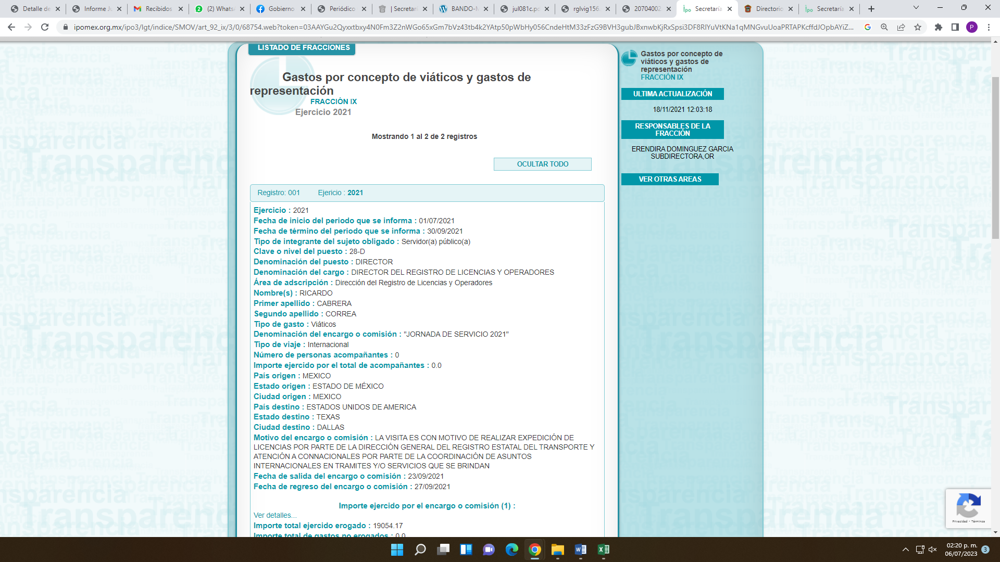 Detalle de
Informe Ju
Recibidos
(2) WhatsA
Gobierno
Periódico
| Secretar
BANDO-M
jul081c.pd
rglvig156.
20704002.
Secretaría
Directorio
Secretaría
ipomex.org.mx/ipo3/lgt/indice/SMOV/art_92_ix/3/0/68754.web?token=03AAYGu2Qyxxtbxy4N0Fm3Z2nWGo65xGm7bVz43tb4k2YAtp50pWbHy056CndeHtM33zFzG9BVH3gubJBxnwbKjRxSpsi3DF8RlYuVtKNa1qMNGvuUoaPRTAPKcffdJOpbAYiZ...
LISTADO DE FRACCIONES
Gastos por concepto de viáticos y gastos de
representación
FRACCIÓN IX
Ejercicio 2021
Mostrando 1 al 2 de 2 registros
OCULTAR TODO
Registro: 001 Ejericio : 2021
Ejercicio : 2021
Fecha de inicio del periodo que se informa : 01/07/2021
Fecha de término del periodo que se informa : 30/09/2021
Tipo de integrante del sujeto obligado : Servidor(a) público(a)
Clave o nivel del puesto : 28-D
Denominación del puesto : DIRECTOR
Denominación del cargo : DIRECTOR DEL REGISTRO DE LICENCIAS Y OPERADORES
Área de adscripción : Dirección del Registro de Licencias y Operadores
Nombre(s) : RICARDO
Primer apellido : CABRERA
Segundo apellido : CORREA
Tipo de gasto : Viáticos
Denominación del encargo o comisión : "JORNADA DE SERVICIO 2021"
Tipo de viaje : Internacional
Número de personas acompañantes : 0
Importe ejercido por el total de acompañantes : 0.0
País origen : MEXICO
Estado origen : ESTADO DE MÉXICO
Ciudad origen : MEXICO
País destino : ESTADOS UNIDOS DE AMERICA
Estado destino : TEXAS
Ciudad destino : DALLAS
Motivo del encargo o comisión : LA VISITA ES CON MOTIVO DE REALIZAR EXPEDICIÓN DE
LICENCIAS POR PARTE DE LA DIRECCIÓN GENERAL DEL REGISTRO ESTATAL DEL TRANSPORTE Y
ATENCIÓN A CONNACIONALES POR PARTE DE LA COORDINACIÓN DE ASUNTOS
INTERNACIONALES EN TRAMITES Y/O SERVICIOS QUE SE BRINDAN
Fecha de salida del encargo o comisión : 23/09/2021
Fecha de regreso del encargo o comisión : 27/09/2021
Importe ejercido por el encargo o comisión (1) :
Ver detalles...
Importe total ejercido erogado : 19054.17
Importe total de gastos no erogados : 0.0
Gastos por concepto de
viáticos y gastos de
representación
FRACCIÓN IX
ULTIMA ACTUALIZACIÓN
18/11/2021 12:03:18
RESPONSABLES DE LA
FRACCIÓN
ERENDIRA DOMINGUEZ GARCIA
SUBDIRECTORA,OR
VER OTRAS AREAS
Privacidad - Términos
02:20 p. m.
06/07/2023
3